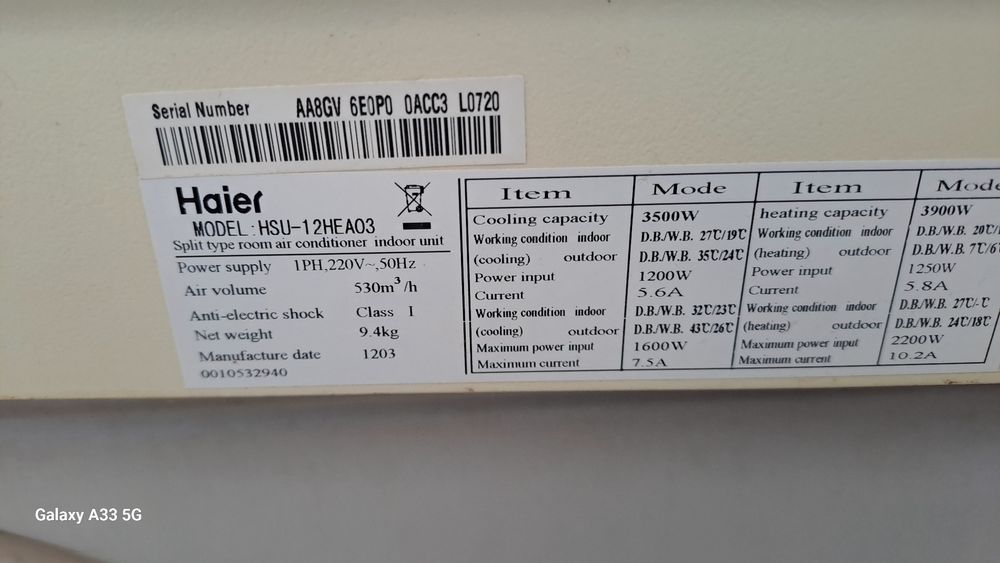 Serial Number AA8GV 6E0P0 0ACC3 L0720
Haier
MODEL:HSU-12HEA03
Split type room air conditioner indoor unit
Power supply 1PH,220V~,50Hz
Air volume 530m³/h
Anti-electric shock Class I
Net weight 9.4kg
Manufacture date 1203
0010532940
Item Mode Item Mode
Cooling capacity 3500W heating capacity 3900W
Working condition indoor D.B./W.B. 27℃/19℃ Working condition indoor D.B./W.B. 20℃/
(cooling) outdoor D.B./W.B. 35℃/24℃ (heating) outdoor D.B./W.B. 7℃/6
Power input 1200W Power input 1250W
Current 5.6A Current 5.8A
Working condition indoor D.B./W.B. 32℃/23℃ Working condition indoor D.B./W.B. 27℃/-℃
(cooling) outdoor D.B./W.B. 43℃/26℃ (heating) outdoor D.B./W.B. 24℃/18℃
Maximum power input 1600W Maximum power input 2200W
Maximum current 7.5A Maximum current 10.2A
Galaxy A33 5G